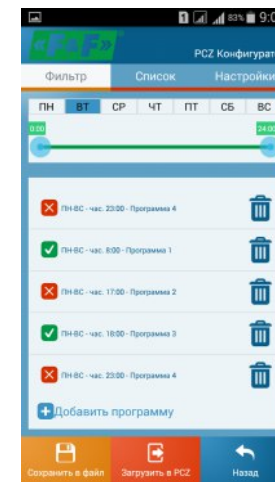 83% 9:0
F&F
PCZ Конфигурат
Фильтр Список Настройки
ПН ВТ СР ЧТ ПТ СБ ВС
0:00 24:00
ПН-ВС - час. 23:00 - Программа 4
ПН-ВС - час. 8:00 - Программа 1
ПН-ВС - час. 17:00 - Программа 2
ПН-ВС - час. 18:00 - Программа 3
ПН-ВС - час. 23:00 - Программа 4
Добавить программу
Сохранить в файл Загрузить в PCZ Назад